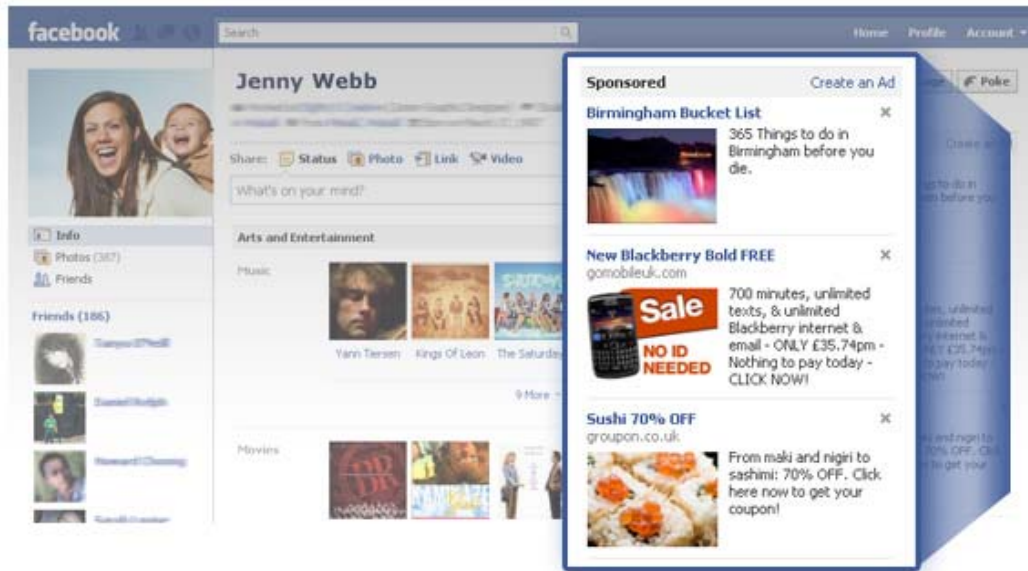 facebook
Search
Home Profile Account
Jenny Webb
Poke
Share: Status Photo Link Video
What's on your mind?
Info
Photos (387)
Friends
Friends (186)
Arts and Entertainment
Music
Yann Tiersen Kings Of Leon The Saturday
9 More
Movies
Sponsored Create an Ad
Birmingham Bucket List
365 Things to do in
Birmingham before you
die.
New Blackberry Bold FREE
gomobileuk.com
Sale
NO ID
NEEDED
700 minutes, unlimited
texts, & unlimited
Blackberry internet &
email - ONLY £35.74pm -
Nothing to pay today -
CLICK NOW!
Sushi 70% OFF
groupon.co.uk
From maki and nigiri to
sashimi: 70% OFF. Click
here now to get your
coupon!